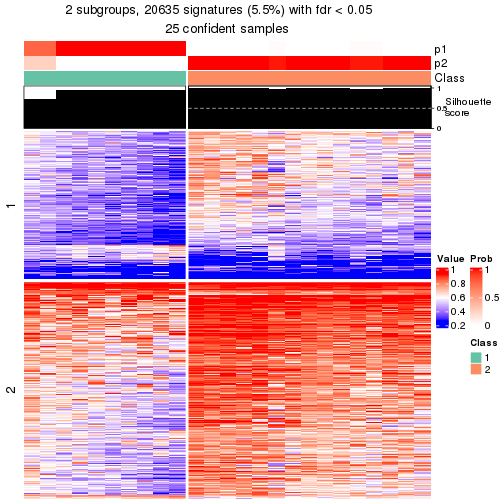 2 subgroups, 20635 signatures (5.5%) with fdr < 0.05
25 confident samples
p1
p2
Class
1
0.5
0
Silhouette
score
1
2
Value
1
0.8
0.6
0.4
0.2
Prob
1
0.5
0
Class
1
2